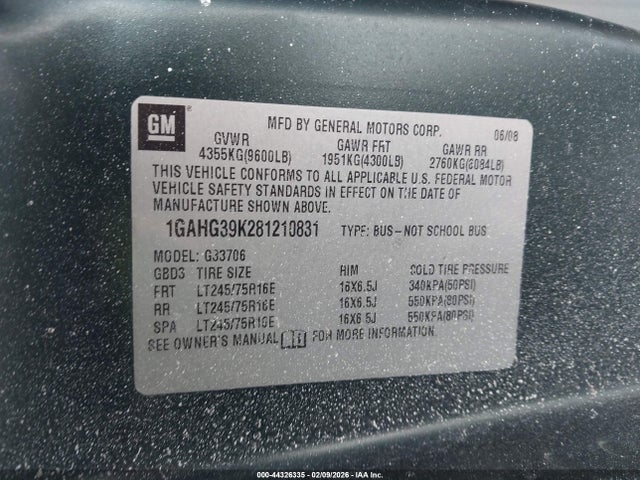 GM
MFD BY GENERAL MOTORS CORP. 06/08
GVWR GAWR FRT GAWR RR
4355KG(9600LB) 1951KG(4300LB) 2760KG(6084LB)
THIS VEHICLE CONFORMS TO ALL APPLICABLE U.S. FEDERAL MOTOR
VEHICLE SAFETY STANDARDS IN EFFECT ON THE DATE OF
MANUFACTURE SHOWN ABOVE.
1GAHG39K281210831 TYPE: BUS-NOT SCHOOL BUS
MODEL: G33706
GBD3 TIRE SIZE RIM COLD TIRE PRESSURE
FRT LT245/75R16E 16X6.5J 340KPA(50PSI)
RR LT245/75R16E 16X6.5J 550KPA(80PSI)
SPA LT245/75R16E 16X6.5J 550KPA(80PSI)
SEE OWNER'S MANUAL FOR MORE INFORMATION.
000-44326335 - 02/09/2026 - IAA Inc.